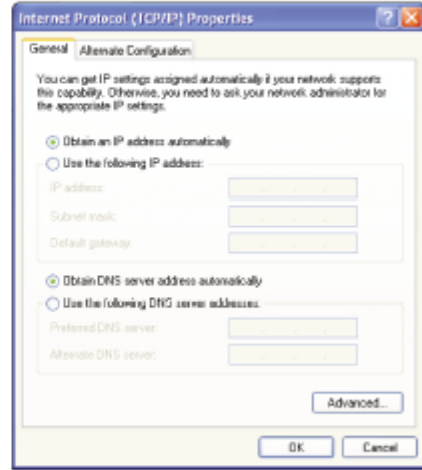 Internet Protocol (TCP/IP) Properties
General
Alternate Configuration
You can get IP settings assigned automatically if your network supports
this capability. Otherwise, you need to ask your network administrator for
the appropriate IP settings.
Obtain an IP address automatically
Use the following IP address:
IP address:
Subnet mask:
Default gateway:
Obtain DNS server address automatically
Use the following DNS server addresses:
Preferred DNS server:
Alternate DNS server:
Advanced...
OK
Cancel